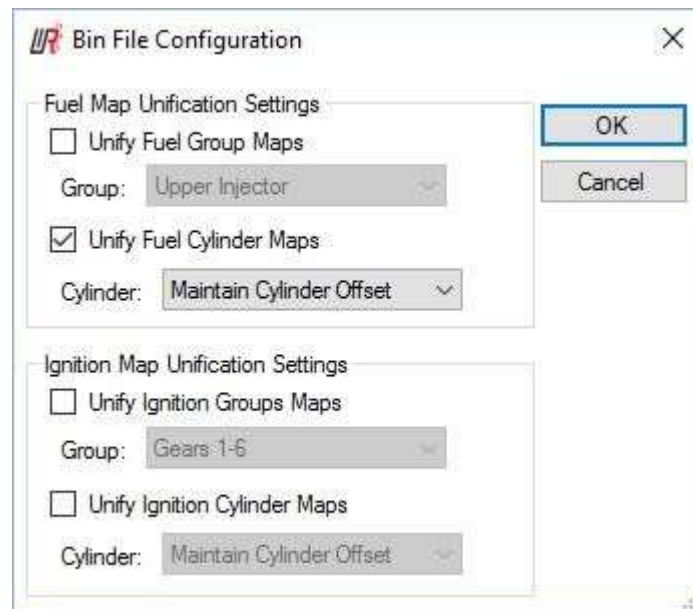 Bin File Configuration
Fuel Map Unification Settings
OK
Unify Fuel Group Maps
Cancel
Group: Upper Injector
Unify Fuel Cylinder Maps
Cylinder: Maintain Cylinder Offset
Ignition Map Unification Settings
Unify Ignition Groups Maps
Group: Gears 1-6
Unify Ignition Cylinder Maps
Cylinder: Maintain Cylinder Offset